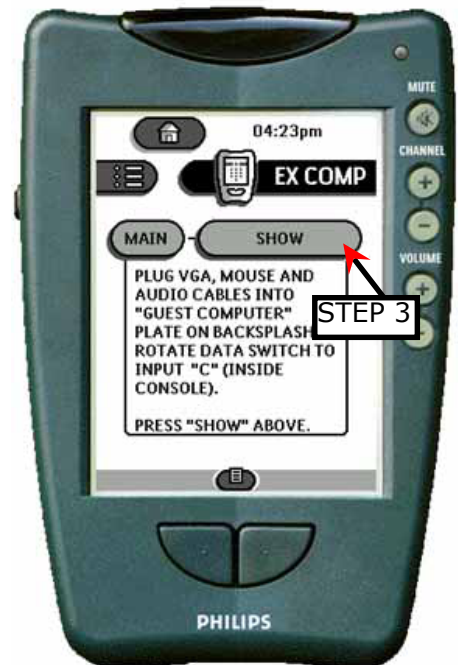 MUTE
04:23pm
CHANNEL
EX COMP
+
-
MAIN - SHOW
VOLUME
PLUG VGA, MOUSE AND
AUDIO CABLES INTO
"GUEST COMPUTER"
PLATE ON BACKSPLASH
ROTATE DATA SWITCH TO
INPUT "C" (INSIDE
CONSOLE).
PRESS "SHOW" ABOVE.
+
STEP 3
PHILIPS